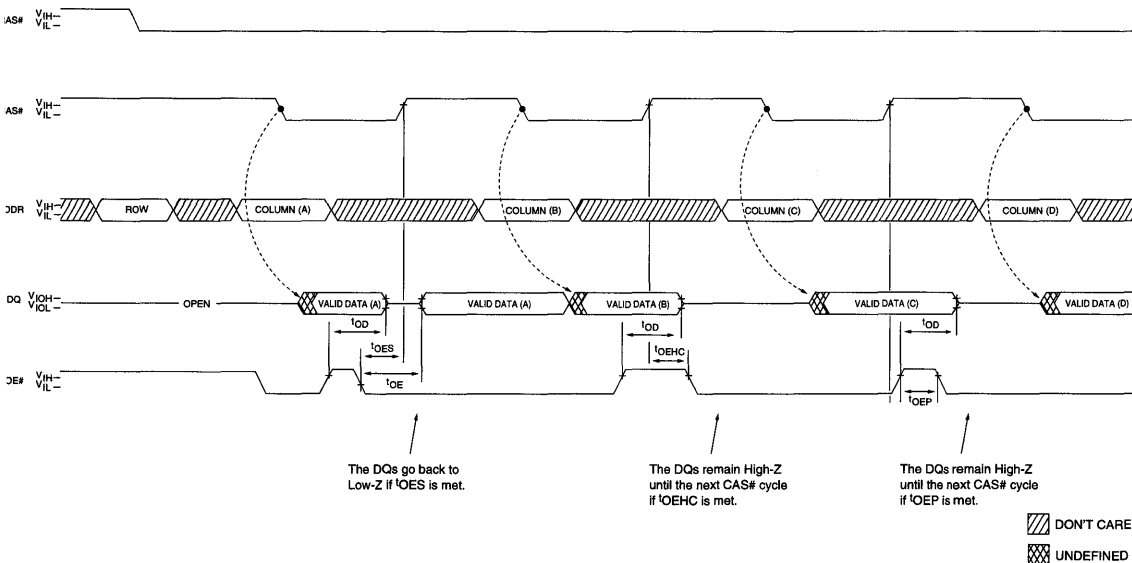 AS# VIH
VIL
AS# VIH
VIL
DDR VIH
VIL
ROW
COLUMN (A)
COLUMN (B)
COLUMN (C)
COLUMN (D)
DQ VIOH
VIOL
OPEN
VALID DATA (A)
VALID DATA (A)
VALID DATA (B)
VALID DATA (C)
VALID DATA (D)
tOD
tOD
tOD
tOES
tOEHC
tOE
OE# VIH
VIL
tOEP
The DQs go back to
Low-Z if tOES is met.
The DQs remain High-Z
until the next CAS# cycle
if tOEHC is met.
The DQs remain High-Z
until the next CAS# cycle
if tOEP is met.
DON'T CARE
UNDEFINED